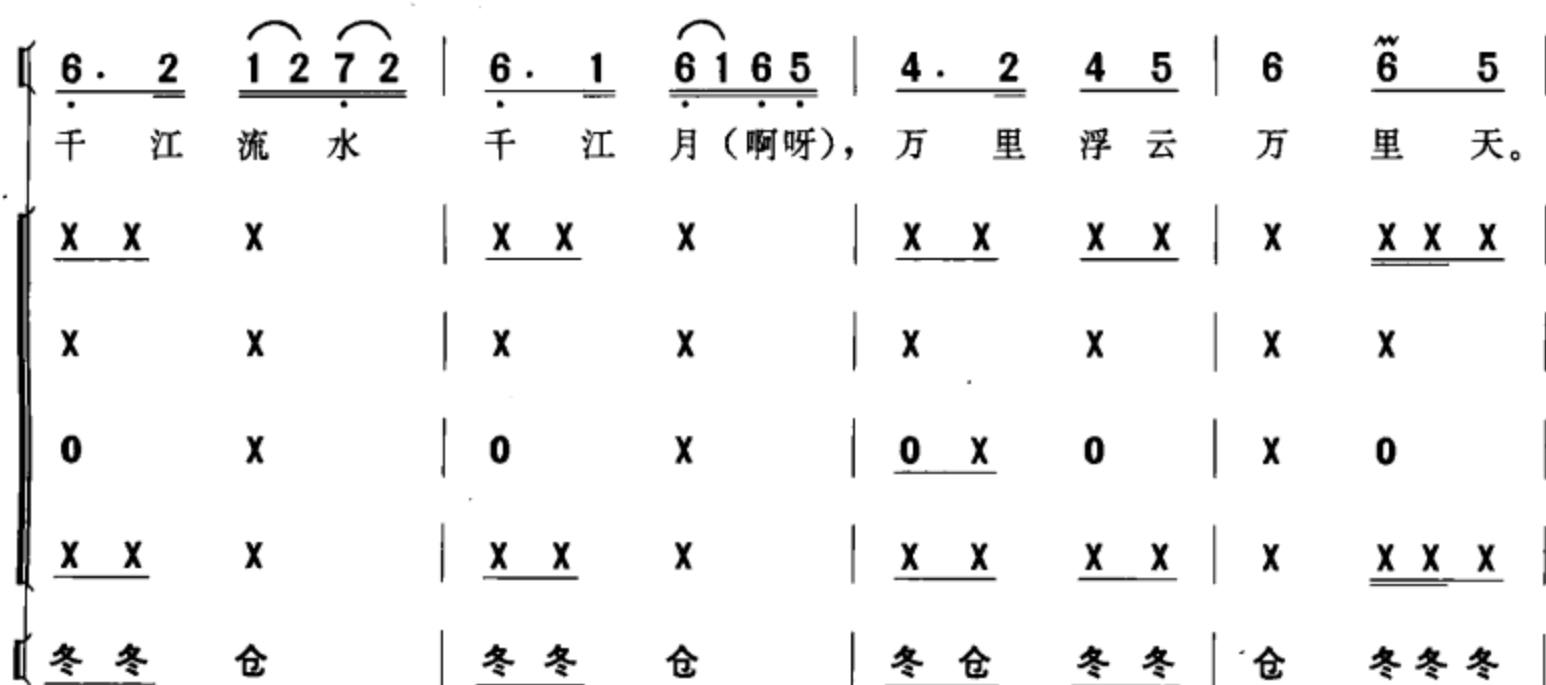 6· 2 1 2 7 2 | 6· 1 6 1 6 5 | 4· 2 4 5 | 6 6 5 |
千 江 流 水 千 江 月（啊呀）， 万 里 浮 云 万 里 天。
X X X | X X X | X X X X | X X X X |
X X | X X | X X | X X |
0 X | 0 X | 0 X 0 | X 0 |
X X X | X X X | X X X X | X X X X |
冬 冬 仓 | 冬 冬 仓 | 冬 仓 冬 冬 | 仓 冬 冬 冬 |